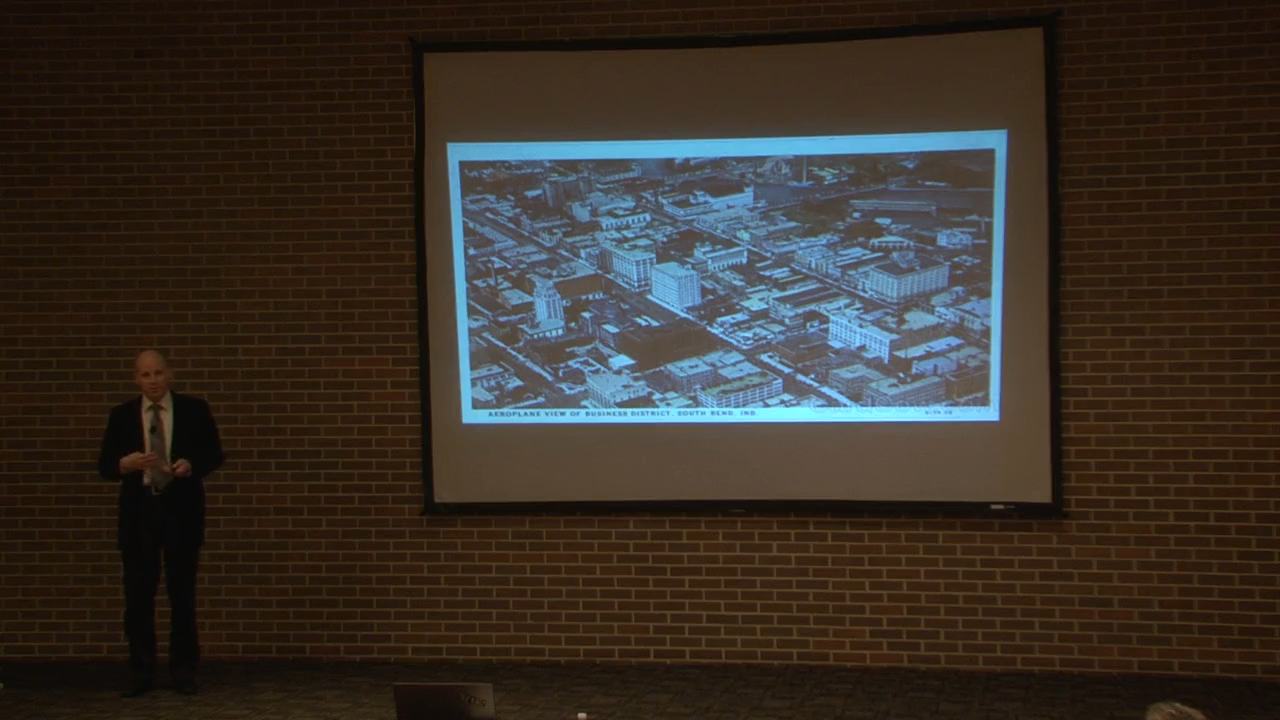 AEROPLANE VIEW OF BUSINESS DISTRICT, SOUTH BEND, IND.